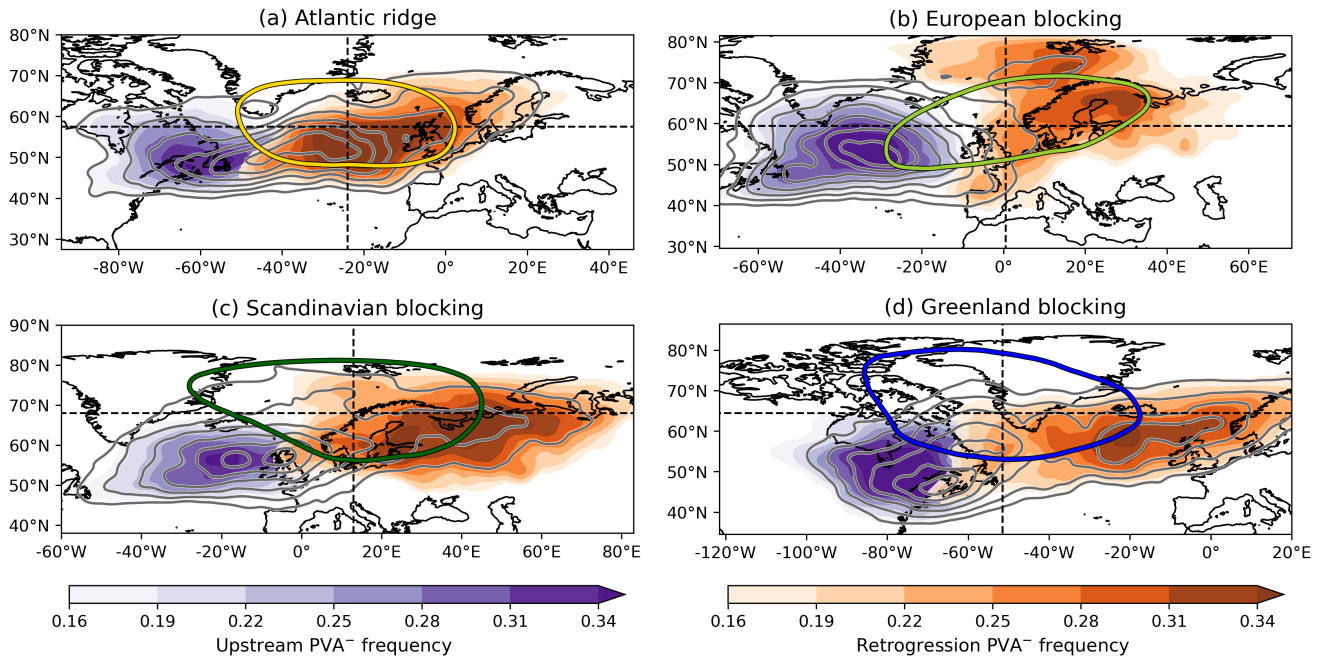 (a) Atlantic ridge
80°N
70°N
60°N
50°N
40°N
30°N
-80°W
-60°W
-40°W
-20°W
0°
20°E
40°E
(b) European blocking
80°N
70°N
60°N
50°N
40°N
30°N
-60°W
-40°W
-20°W
0°
20°E
40°E
60°E
(c) Scandinavian blocking
90°N
80°N
70°N
60°N
50°N
40°N
-60°W
-40°W
-20°W
0°
20°E
40°E
60°E
80°E
(d) Greenland blocking
80°N
70°N
60°N
50°N
40°N
-120°W
-100°W
-80°W
-60°W
-40°W
-20°W
0°
20°E
0.16 0.19 0.22 0.25 0.28 0.31 0.34
Upstream PVA⁻ frequency
0.16 0.19 0.22 0.25 0.28 0.31 0.34
Retrogression PVA⁻ frequency